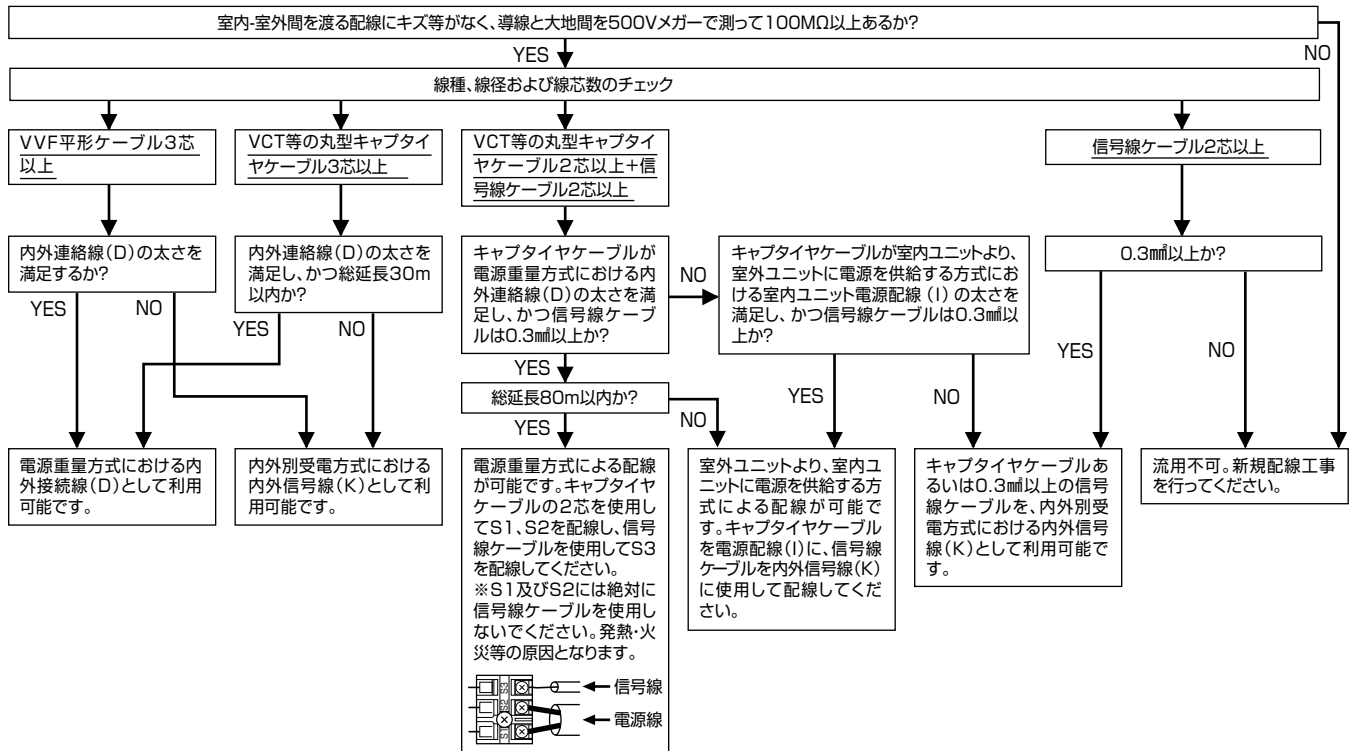 室内-室外間を渡る配線にキズ等がなく、導線と大地間を500Vメガーで測って100MΩ以上あるか?
YES
NO
線種、線径および線芯数のチェック
VVF平形ケーブル3芯
以上
VCT等の丸型キャプタイ
ヤケーブル3芯以上
VCT等の丸型キャプタイ
ヤケーブル2芯以上+信
号線ケーブル2芯以上
信号線ケーブル2芯以上
内外連絡線(D)の太さを
満足するか?
内外連絡線(D)の太さを
満足し、かつ総延長30m
以内か?
キャプタイヤケーブルが
電源重量方式における内
外連絡線(D)の太さを満
足し、かつ信号線ケーブ
ルは0.3㎟以上か?
NO
キャプタイヤケーブルが室内ユニットより、
室外ユニットに電源を供給する方式にお
ける室内ユニット電源配線(I)の太さを
満足し、かつ信号線ケーブルは0.3㎟以
上か?
0.3㎟以上か?
YES
NO
YES
NO
YES
総延長80m以内か?
YES
NO
YES
NO
YES
NO
電源重量方式における内
外接続線(D)として利用
可能です。
内外別受電方式における
内外信号線(K)として利
用可能です。
電源重量方式による配線
が可能です。キャプタイヤ
ケーブルの2芯を使用し
てS1、S2を配線し、信号
線ケーブルを使用してS3
を配線してください。
※S1及びS2には絶対に
信号線ケーブルを使用し
ないでください。発熱・火
災等の原因となります。
S3
S2
S1
信号線
電源線
室外ユニットより、室内ユ
ニットに電源を供給する方
式による配線が可能で
す。キャプタイヤケーブル
を電源配線(I)に、信号線
ケーブルを内外信号線(K)
に使用して配線してくだ
さい。
キャプタイヤケーブルあ
るいは0.3㎟以上の信号
線ケーブルを、内外別受
電方式における内外信号
線(K)として利用可能で
す。
流用不可。新規配線工事
を行ってください。